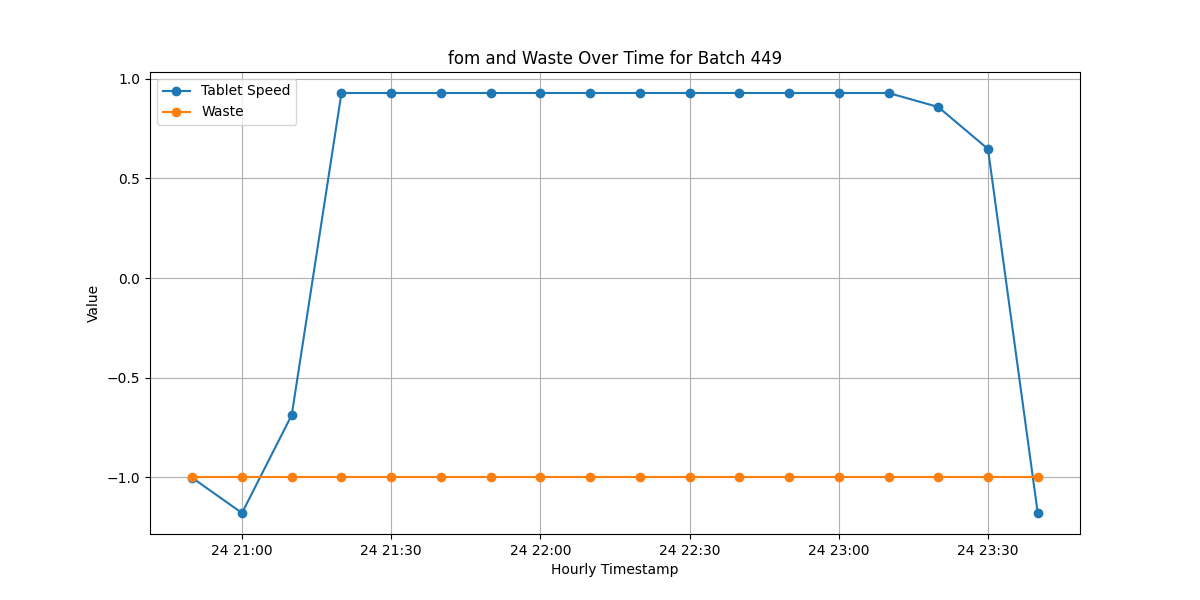 fom and Waste Over Time for Batch 449
Tablet Speed
Waste
1.0
0.5
0.0
−0.5
−1.0
Value
24 21:00 24 21:30 24 22:00 24 22:30 24 23:00 24 23:30
Hourly Timestamp